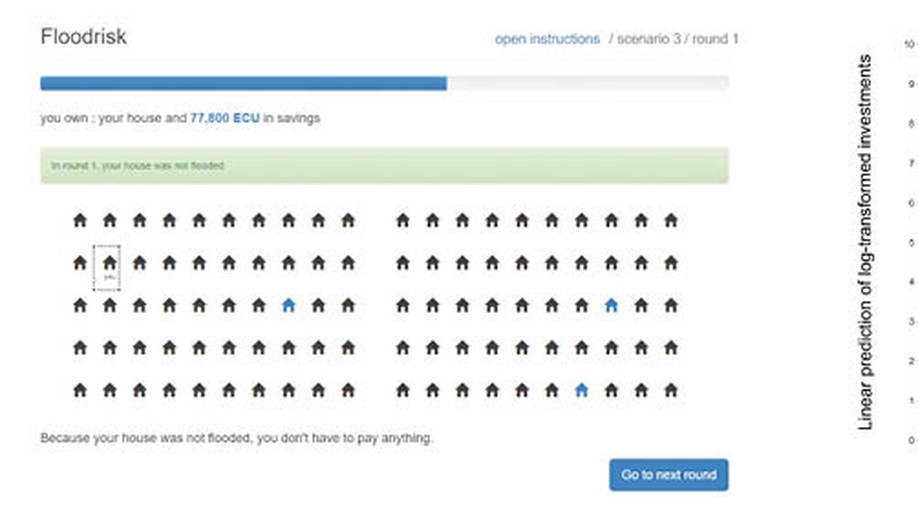 Floodrisk
open instructions / scenario 3 / round 1
you own : your house and 77,800 ECU in savings
In round 1, your house was not flooded
you
Because your house was not flooded, you don't have to pay anything.
Go to next round
Linear prediction of log-transformed investments
10
9
8
7
6
5
4
3
2
1
0